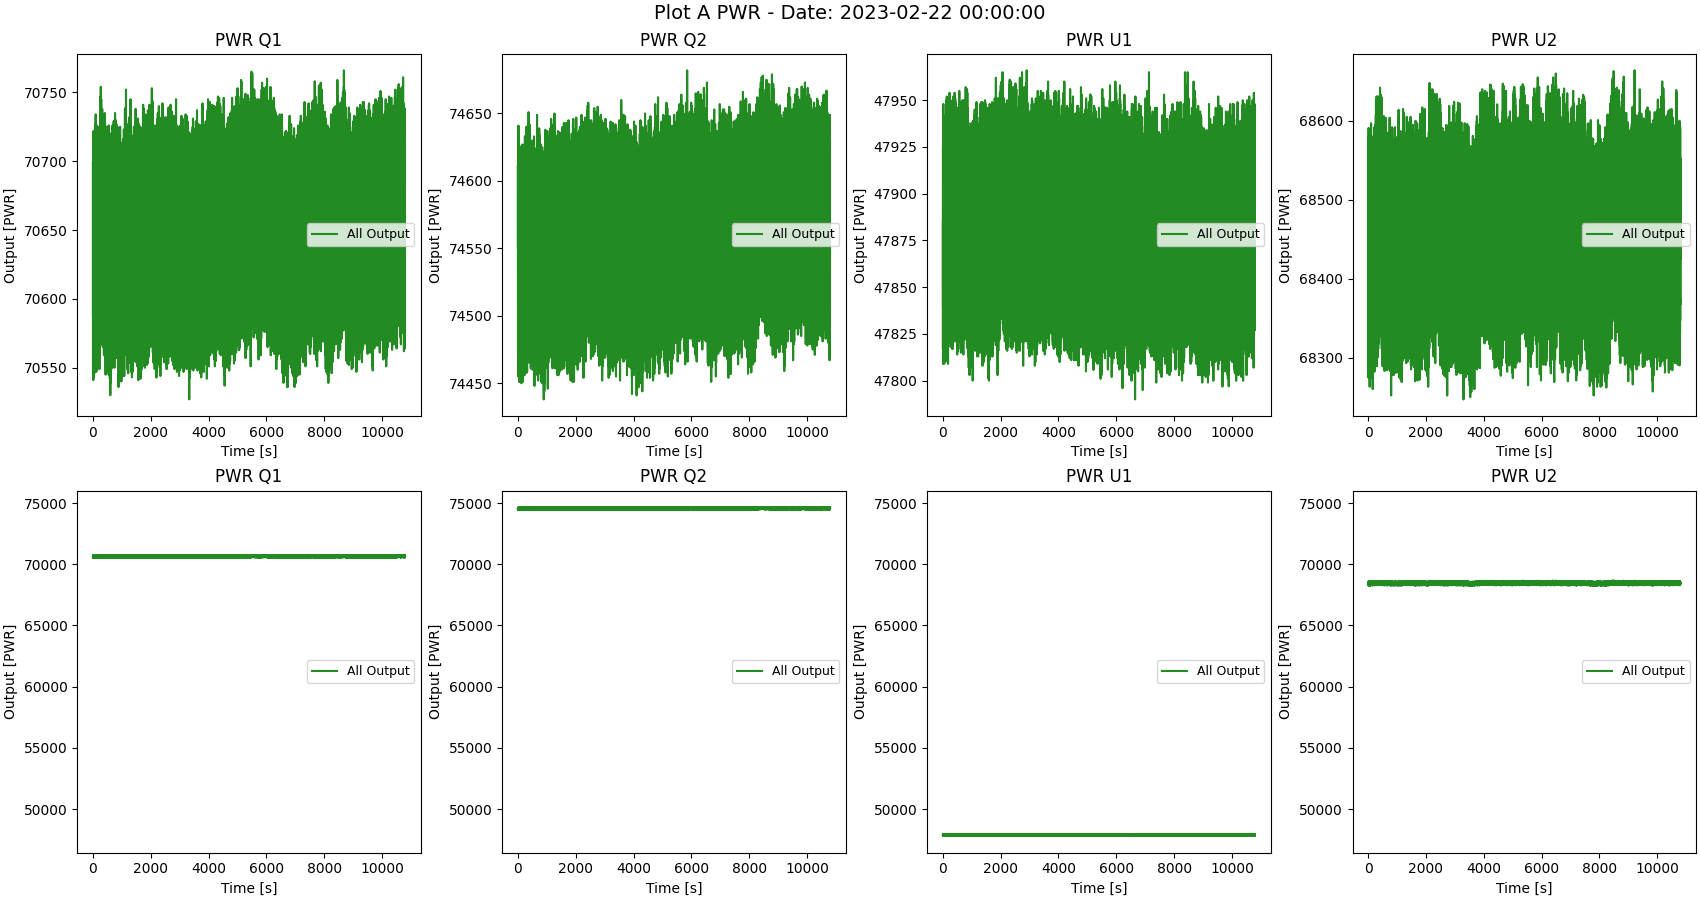 Plot A PWR - Date: 2023-02-22 00:00:00
PWR Q1
PWR Q2
PWR U1
PWR U2
Output [PWR]
70750
70700
70650
70600
70550
All Output
0 2000 4000 6000 8000 10000
Time [s]
Output [PWR]
74650
74600
74550
74500
74450
All Output
0 2000 4000 6000 8000 10000
Time [s]
Output [PWR]
47950
47925
47900
47875
47850
47825
47800
All Output
0 2000 4000 6000 8000 10000
Time [s]
Output [PWR]
68600
68500
68400
68300
All Output
0 2000 4000 6000 8000 10000
Time [s]
PWR Q1
PWR Q2
PWR U1
PWR U2
Output [PWR]
75000
70000
65000
60000
55000
50000
All Output
0 2000 4000 6000 8000 10000
Time [s]
Output [PWR]
75000
70000
65000
60000
55000
50000
All Output
0 2000 4000 6000 8000 10000
Time [s]
Output [PWR]
75000
70000
65000
60000
55000
50000
All Output
0 2000 4000 6000 8000 10000
Time [s]
Output [PWR]
75000
70000
65000
60000
55000
50000
All Output
0 2000 4000 6000 8000 10000
Time [s]